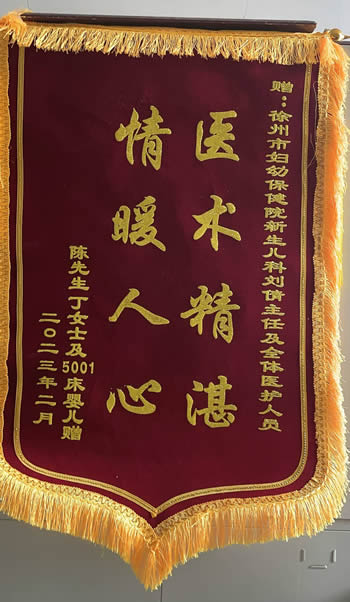 赠：徐州市妇幼保健院新生儿科刘倩主任及全体医护人员
医术精湛
情暖人心
陈先生丁女士及5001床婴儿赠
二〇二三年二月